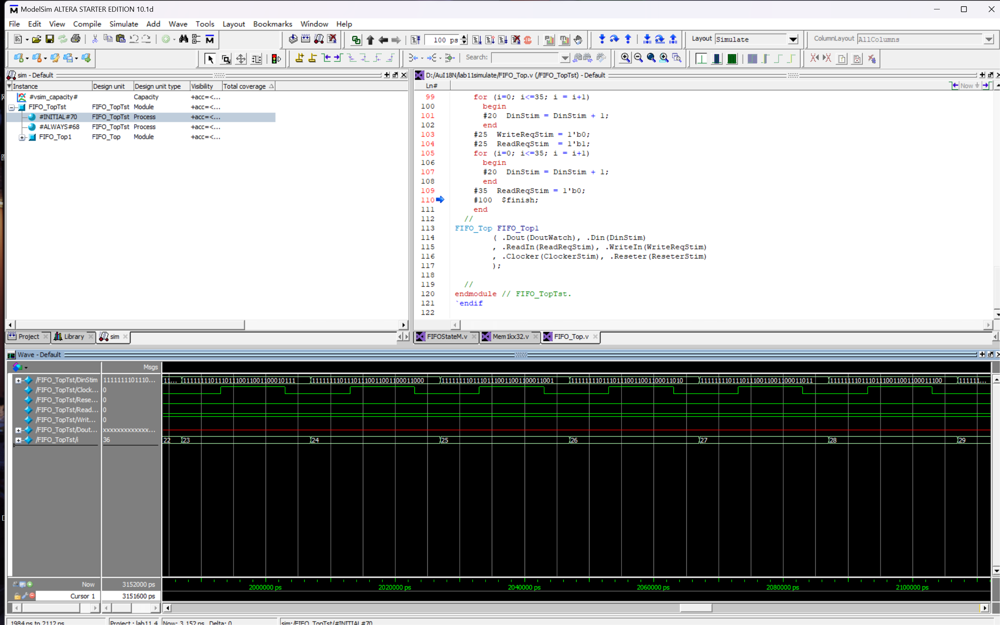 ModelSim ALTERA STARTER EDITION 10.1d
File Edit View Compile Simulate Add Wave Tools Layout Bookmarks Window Help
100 ps Layout Simulate ColumnLayout AllColumns
Search:
sim - Default
Instance Design unit Design unit type Visibility Total coverage
#vsim_capacity# Capacity +acc=<...
FIFO_TopTst FIFO_TopTst Module +acc=<...
#INITIAL#70 FIFO_TopTst Process +acc=<...
#ALWAYS#68 FIFO_TopTst Process +acc=<...
FIFO_Top1 FIFO_Top Module +acc=<...
Project Library sim
D:/AuI18N/lab11simulate/FIFO_Top.v (/FIFO_TopTst) - Default
Ln# Now
99 for (i=0; i<=35; i = i+1)
100 begin
101 #20 DinStim = DinStim + 1;
102 end
103 #25 WriteReqStim = 1'b0;
104 #25 ReadReqStim = 1'b1;
105 for (i=0; i<=35; i = i+1)
106 begin
107 #20 DinStim = DinStim + 1;
108 end
109 #35 ReadReqStim = 1'b0;
110 #100 $finish;
111 end
112 //
113 FIFO_Top FIFO_Top1
114 ( .Dout(DoutWatch), .Din(DinStim)
115 , .ReadIn(ReadReqStim), .WriteIn(WriteReqStim)
116 , .Clocker(ClockerStim), .Reseter(ReseterStim)
117 );
118
119 //
120 endmodule // FIFO_TopTst.
121 `endif
122
FIFOStateM.v Mem1kx32.v FIFO_Top.v
Wave - Default
Msgs
/FIFO_TopTst/DinStim 1111111101110... 11... 11111111011101110011001100010111 11111111011101110011001100011000 11111111011101110011001100011001 11111111011101110011001100011010 11111111011101110011001100011011 11111111011101110011001100011100 111111...
/FIFO_TopTst/Clock... 0
/FIFO_TopTst/Rese... 0
/FIFO_TopTst/Read... 0
/FIFO_TopTst/Writ... 0
/FIFO_TopTst/Dout... xxxxxxxxxxxxx...
/FIFO_TopTst/i 36 22 23 24 25 26 27 28 29
Now 3152000 ps 2000000 ps 2020000 ps 2040000 ps 2060000 ps 2080000 ps 2100000 ps
Cursor 1 3151600 ps
1984 ns to 2112 ns Project : lab11_4 Now: 3,152 ns Delta: 0 sim:/FIFO_TopTst/#INITIAL#70